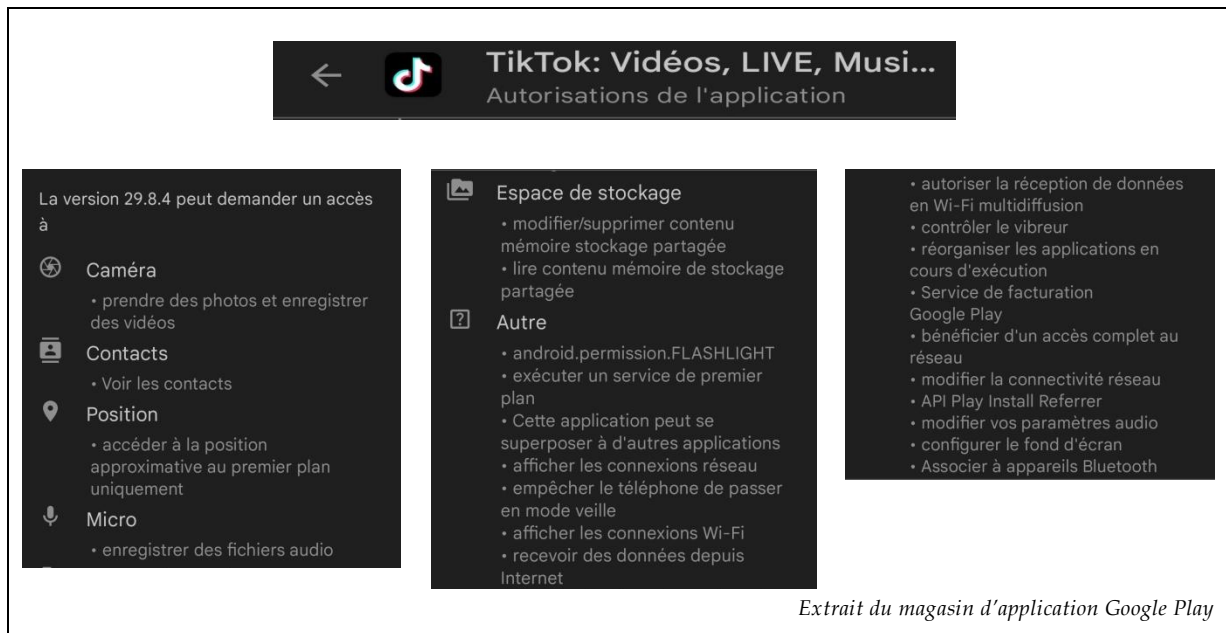 TikTok: Vidéos, LIVE, Musi...
Autorisations de l'application
La version 29.8.4 peut demander un accès
à
Caméra
• prendre des photos et enregistrer
des vidéos
Contacts
• Voir les contacts
Position
• accéder à la position
approximative au premier plan
uniquement
Micro
• enregistrer des fichiers audio
Espace de stockage
• modifier/supprimer contenu
mémoire stockage partagée
• lire contenu mémoire de stockage
partagée
Autre
• android.permission.FLASHLIGHT
• exécuter un service de premier
plan
• Cette application peut se
superposer à d'autres applications
• afficher les connexions réseau
• empêcher le téléphone de passer
en mode veille
• afficher les connexions Wi-Fi
• recevoir des données depuis
Internet
• autoriser la réception de données
en Wi-Fi multidiffusion
• contrôler le vibreur
• réorganiser les applications en
cours d'exécution
• Service de facturation
Google Play
• bénéficier d'un accès complet au
réseau
• modifier la connectivité réseau
• API Play Install Referrer
• modifier vos paramètres audio
• configurer le fond d'écran
• Associer à appareils Bluetooth
Extrait du magasin d'application Google Play